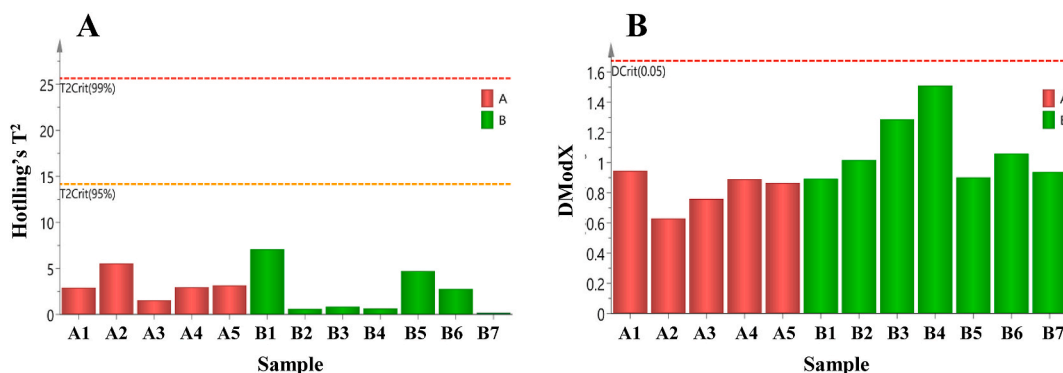 A
Hotlling's T²
25
20
15
10
5
0
T2Crit(99%)
T2Crit(95%)
A
B
A1 A2 A3 A4 A5 B1 B2 B3 B4 B5 B6 B7
Sample
B
DModX
1.6
1.4
1.2
1
0.8
0.6
0.4
0.2
0
DCrit(0.05)
A
B
A1 A2 A3 A4 A5 B1 B2 B3 B4 B5 B6 B7
Sample